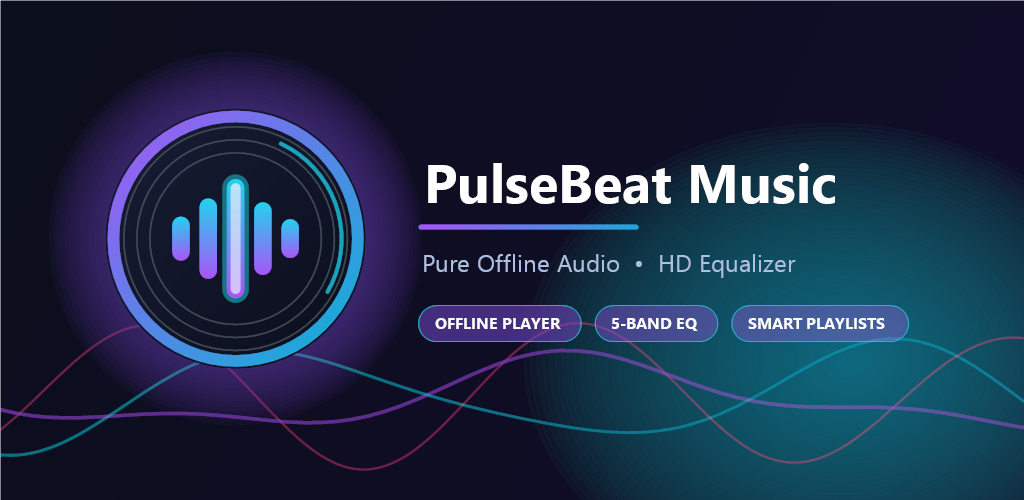 PulseBeat Music
Pure Offline Audio • HD Equalizer
OFFLINE PLAYER 5-BAND EQ SMART PLAYLISTS